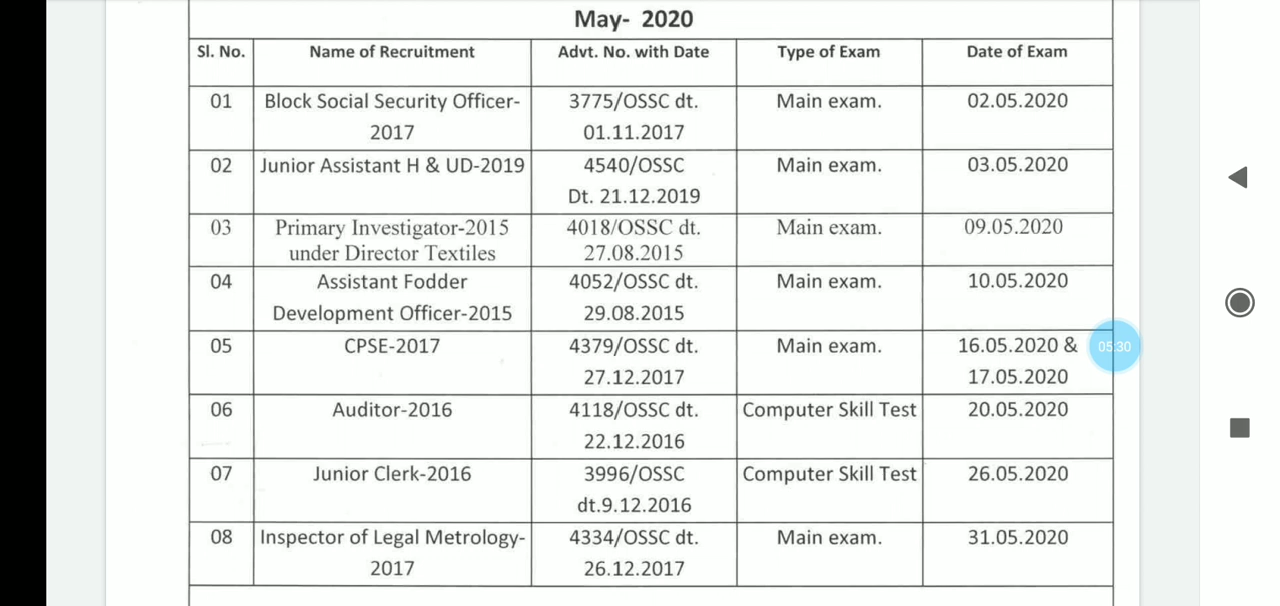 May- 2020
Sl. No. Name of Recruitment Advt. No. with Date Type of Exam Date of Exam
01 Block Social Security Officer- 3775/OSSC dt. Main exam. 02.05.2020
2017 01.11.2017
02 Junior Assistant H & UD-2019 4540/OSSC Main exam. 03.05.2020
Dt. 21.12.2019
03 Primary Investigator-2015 4018/OSSC dt. Main exam. 09.05.2020
under Director Textiles 27.08.2015
04 Assistant Fodder 4052/OSSC dt. Main exam. 10.05.2020
Development Officer-2015 29.08.2015
05 CPSE-2017 4379/OSSC dt. Main exam. 16.05.2020 & 05:30
27.12.2017 17.05.2020
06 Auditor-2016 4118/OSSC dt. Computer Skill Test 20.05.2020
22.12.2016
07 Junior Clerk-2016 3996/OSSC Computer Skill Test 26.05.2020
dt.9.12.2016
08 Inspector of Legal Metrology- 4334/OSSC dt. Main exam. 31.05.2020
2017 26.12.2017